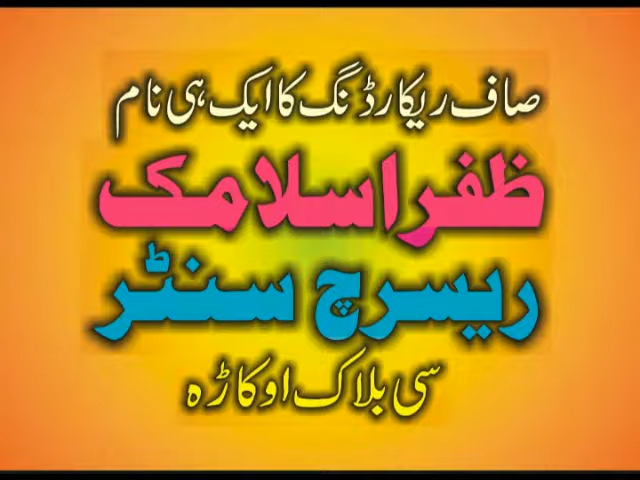 صاف ریکارڈنگ کا ایک ہی نام
ظفر اسلامک
ریسرچ سنٹر
سی بلاک اوکاڑہ